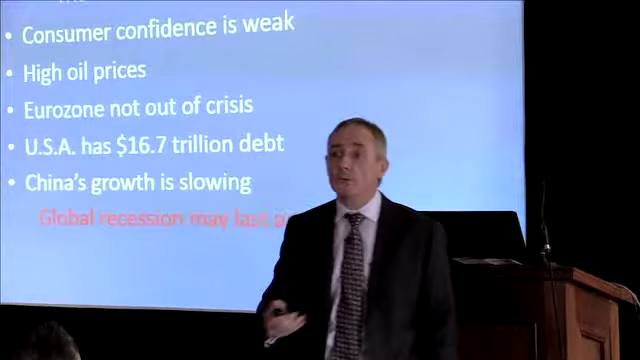 • Consumer confidence is weak
• High oil prices
• Eurozone not out of crisis
• U.S.A. has $16.7 trillion debt
• China's growth is slowing
Global recession may last